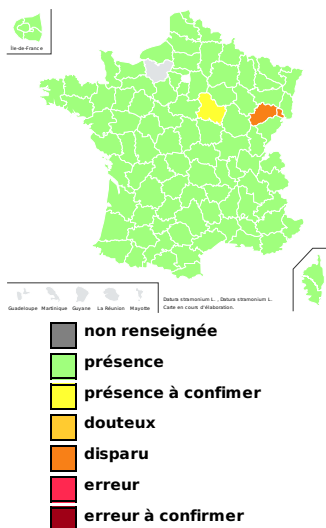 Île-de-France
Guadeloupe Martinique Guyane La Réunion Mayotte
Datura stramonium L. , Datura stramonium L.
Carte en cours d'élaboration.
non renseignée
présence
présence à confimer
douteux
disparu
erreur
erreur à confirmer